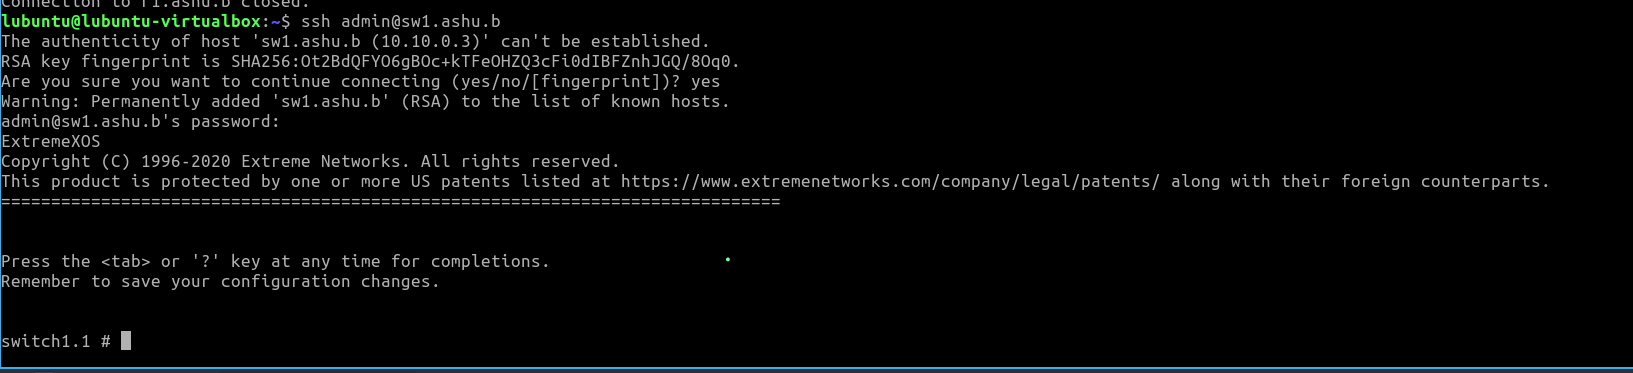 Connection to r1.ashu.b closed.
lubuntu@lubuntu-virtualbox:~$ ssh admin@sw1.ashu.b
The authenticity of host 'sw1.ashu.b (10.10.0.3)' can't be established.
RSA key fingerprint is SHA256:Ot2BdQFYO6gBOc+kTFeOHZQ3cFi0dIBFZnhJGQ/8Oq0.
Are you sure you want to continue connecting (yes/no/[fingerprint])? yes
Warning: Permanently added 'sw1.ashu.b' (RSA) to the list of known hosts.
admin@sw1.ashu.b's password:
ExtremeXOS
Copyright (C) 1996-2020 Extreme Networks. All rights reserved.
This product is protected by one or more US patents listed at https://www.extremenetworks.com/company/legal/patents/ along with their foreign counterparts.
==============================================================================
Press the <tab> or '?' key at any time for completions.
Remember to save your configuration changes.
switch1.1 #